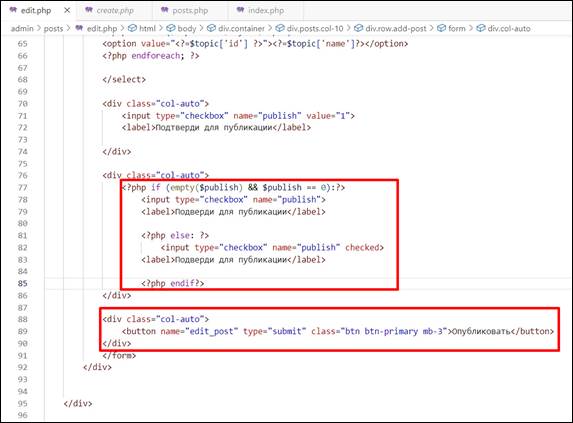 edit.php ×
create.php
posts.php
index.php
admin > posts > edit.php > html > body > div.container > div.posts.col-10 > div.row.add-post > form > div.col-auto
65 <option value="<?=$topic['id'] ?>"><?=$topic['name']?></option>
66 <?php endforeach; ?>
67
68 </select>
69
70 <div class="col-auto">
71 <input type="checkbox" name="publish" value="1">
72 <label>Подтверди для публикации</label>
73
74 </div>
75
76 <div class="col-auto">
77 <?php if (empty($publish) && $publish == 0):?>
78 <input type="checkbox" name="publish">
79 <label>Подверди для публикации</label>
80
81 <?php else: ?>
82 <input type="checkbox" name="publish" checked>
83 <label>Подверди для публикации</label>
84
85 <?php endif?>
86 </div>
87
88 <div class="col-auto">
89 <button name="edit_post" type="submit" class="btn btn-primary mb-3">Опубликовать</button>
90 </div>
91 </form>
92 </div>
93
94
95 </div>
96